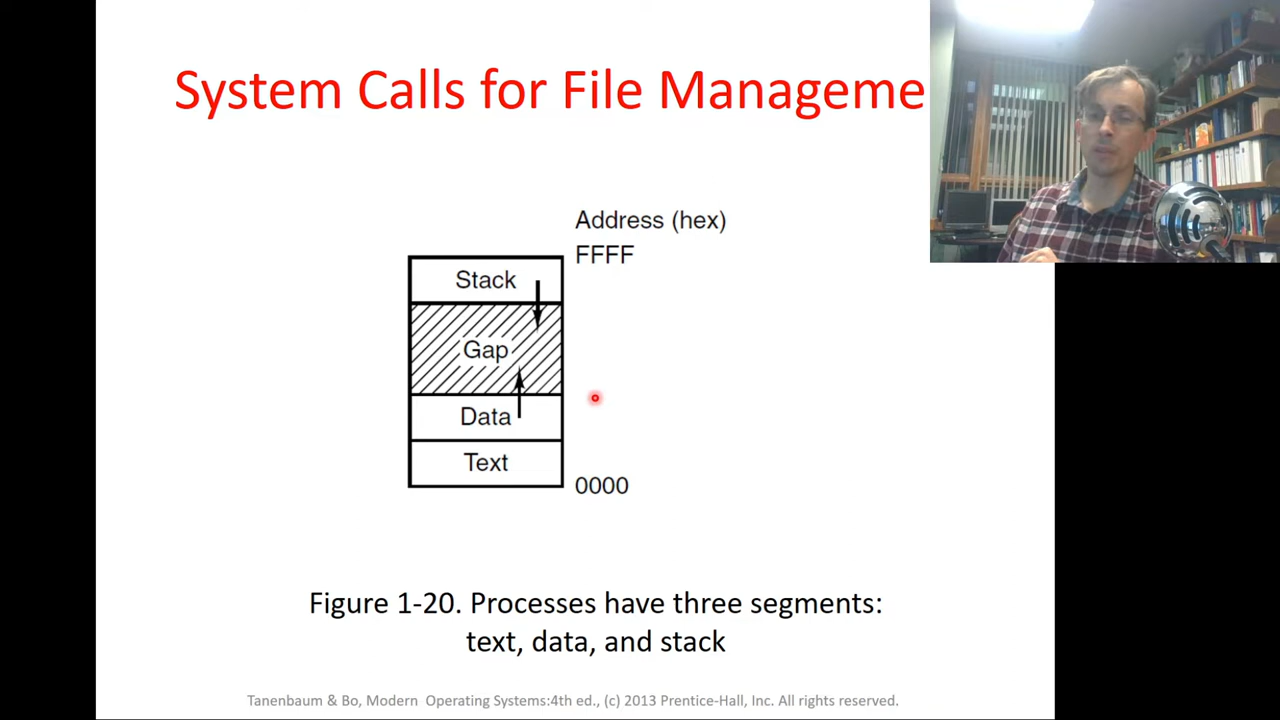 System Calls for File Manageme
Address (hex)
FFFF
Stack
Gap
Data
Text
0000
Figure 1-20. Processes have three segments:
text, data, and stack
Tanenbaum & Bo, Modern  Operating Systems:4th ed., (c) 2013 Prentice-Hall, Inc. All rights reserved.